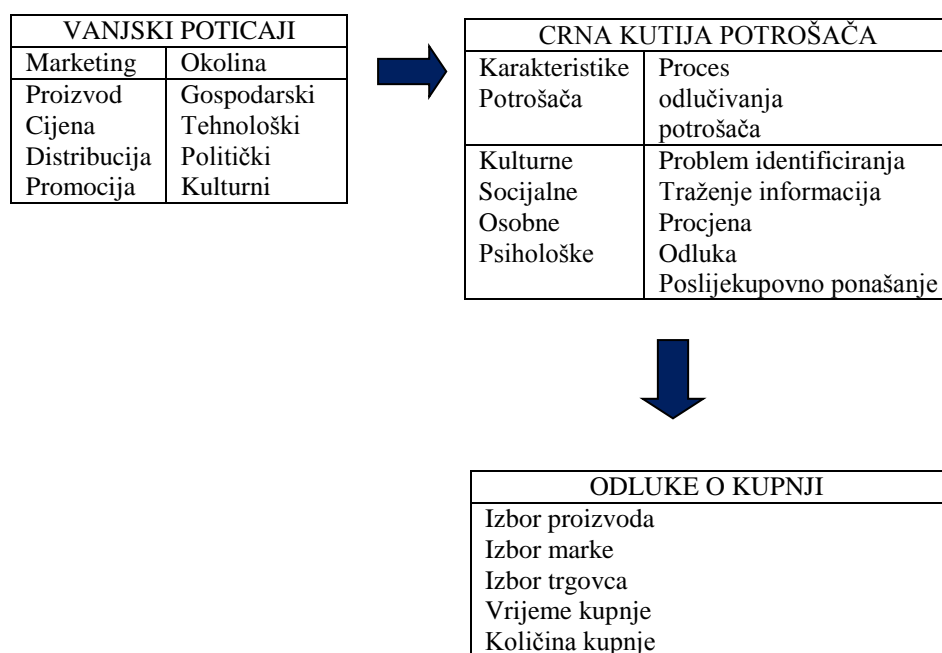 VANJSKI POTICAJI
Marketing Okolina
Proizvod Gospodarski
Cijena Tehnološki
Distribucija Politički
Promocija Kulturni
CRNA KUTIJA POTROŠAČA
Karakteristike Proces
Potrošača odlučivanja
potrošača
Kulturne Problem identificiranja
Socijalne Traženje informacija
Osobne Procjena
Psihološke Odluka
Poslijekupovno ponašanje
ODLUKE O KUPNJI
Izbor proizvoda
Izbor marke
Izbor trgovca
Vrijeme kupnje
Količina kupnje